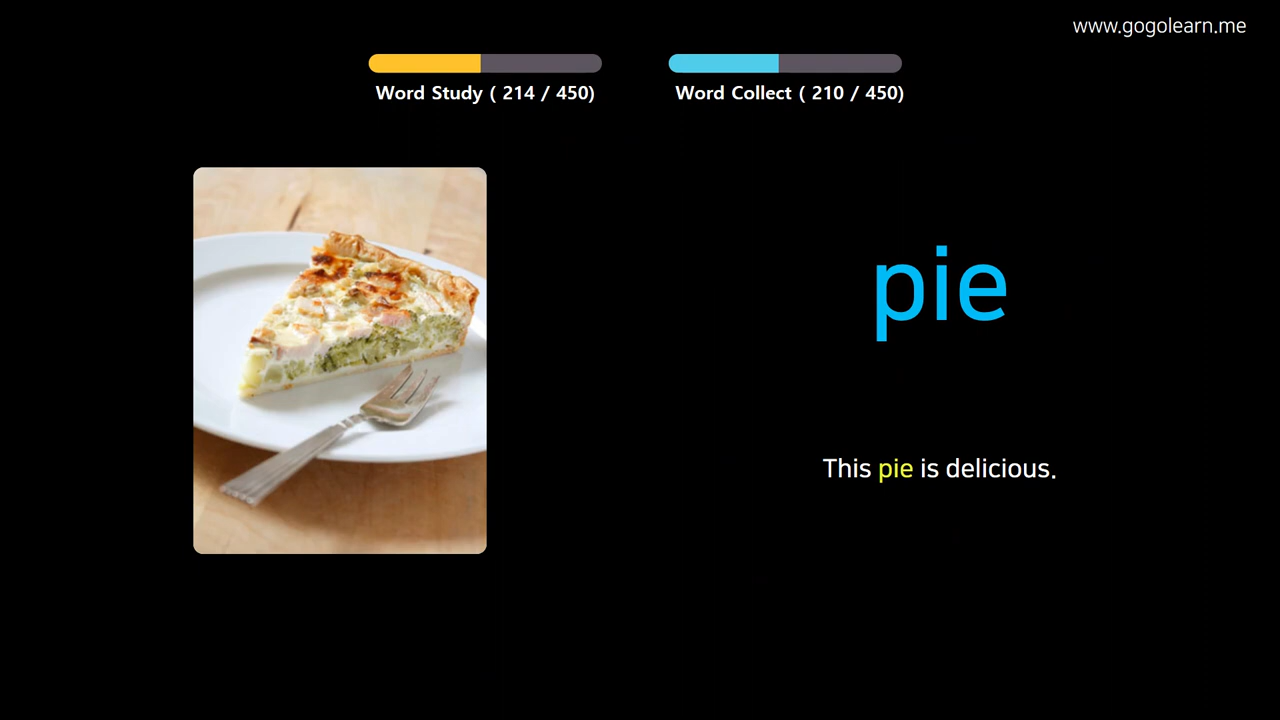 www.gogolearn.me
Word Study ( 214 / 450)
Word Collect ( 210 / 450)
pie
This pie is delicious.